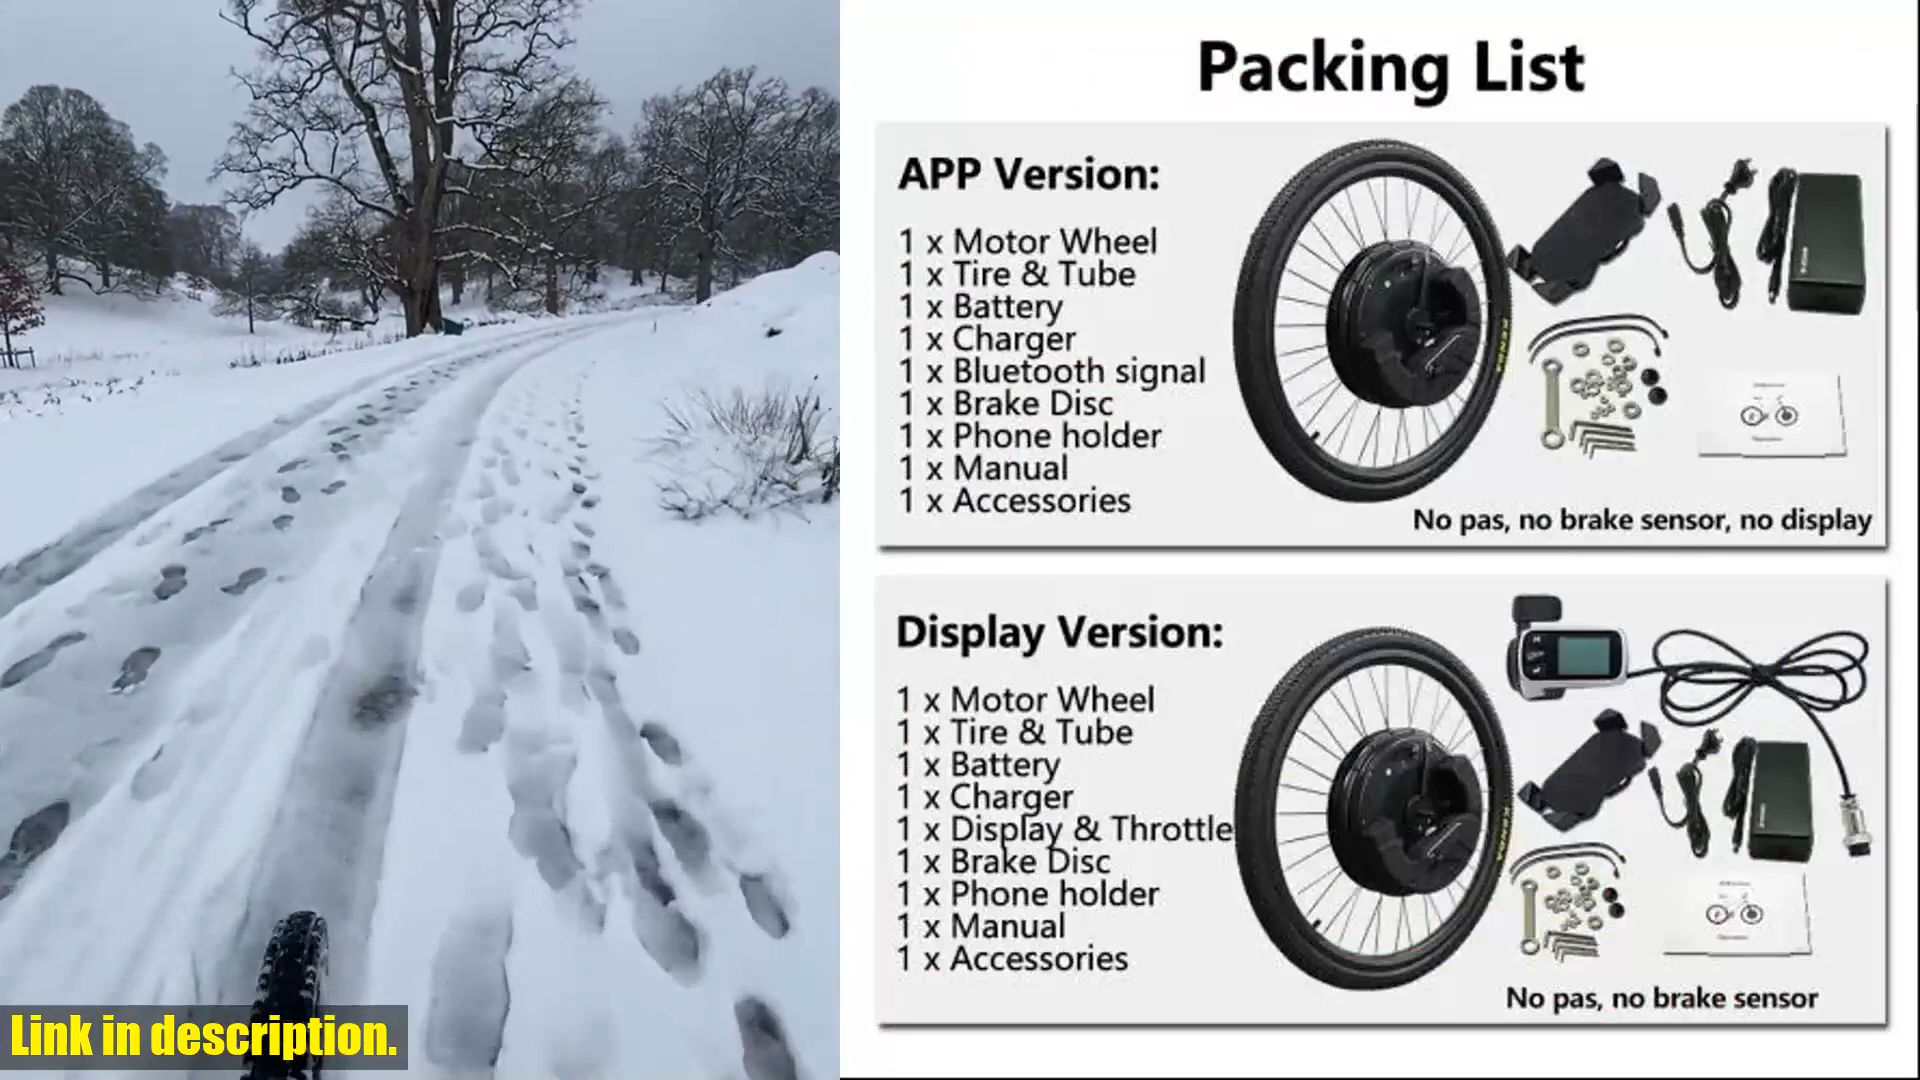 Packing List
APP Version:
1 x Motor Wheel
1 x Tire & Tube
1 x Battery
1 x Charger
1 x Bluetooth signal
1 x Brake Disc
1 x Phone holder
1 x Manual
1 x Accessories
KENDA
No pas, no brake sensor, no display
Display Version:
1 x Motor Wheel
1 x Tire & Tube
1 x Battery
1 x Charger
1 x Display & Throttle
1 x Brake Disc
1 x Phone holder
1 x Manual
1 x Accessories
KENDA
No pas, no brake sensor
Link in description.